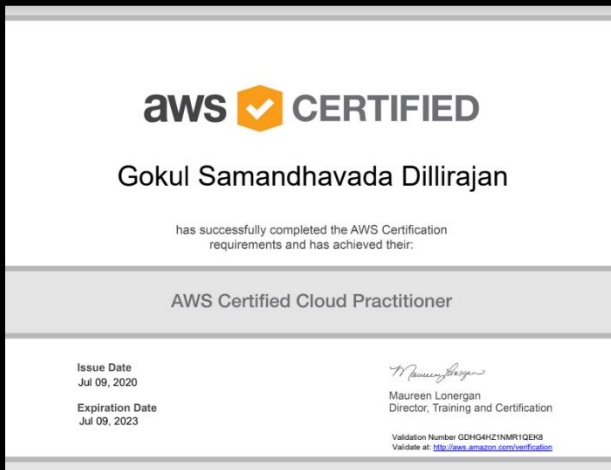 aws CERTIFIED
Gokul Samandhavada Dillirajan
has successfully completed the AWS Certification
requirements and has achieved their:
AWS Certified Cloud Practitioner
Issue Date
Jul 09, 2020
Expiration Date
Jul 09, 2023
Maureen Lonergan
Maureen Lonergan
Director, Training and Certification
Validation Number GDHG4HZ1NMR1QEK8
Validate at: http://aws.amazon.com/verification